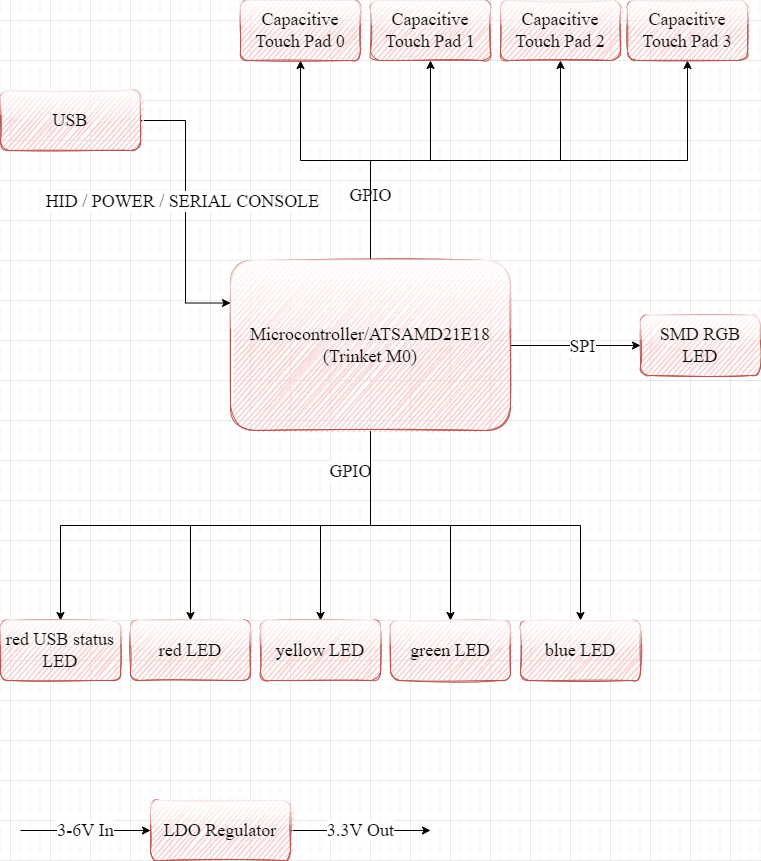 Capacitive
Touch Pad 0
Capacitive
Touch Pad 1
Capacitive
Touch Pad 2
Capacitive
Touch Pad 3
USB
HID / POWER / SERIAL CONSOLE
GPIO
Microcontroller/ATSAMD21E18
(Trinket M0)
SPI
SMD RGB
LED
GPIO
red USB status
LED
red LED
yellow LED
green LED
blue LED
3-6V In
LDO Regulator
3.3V Out